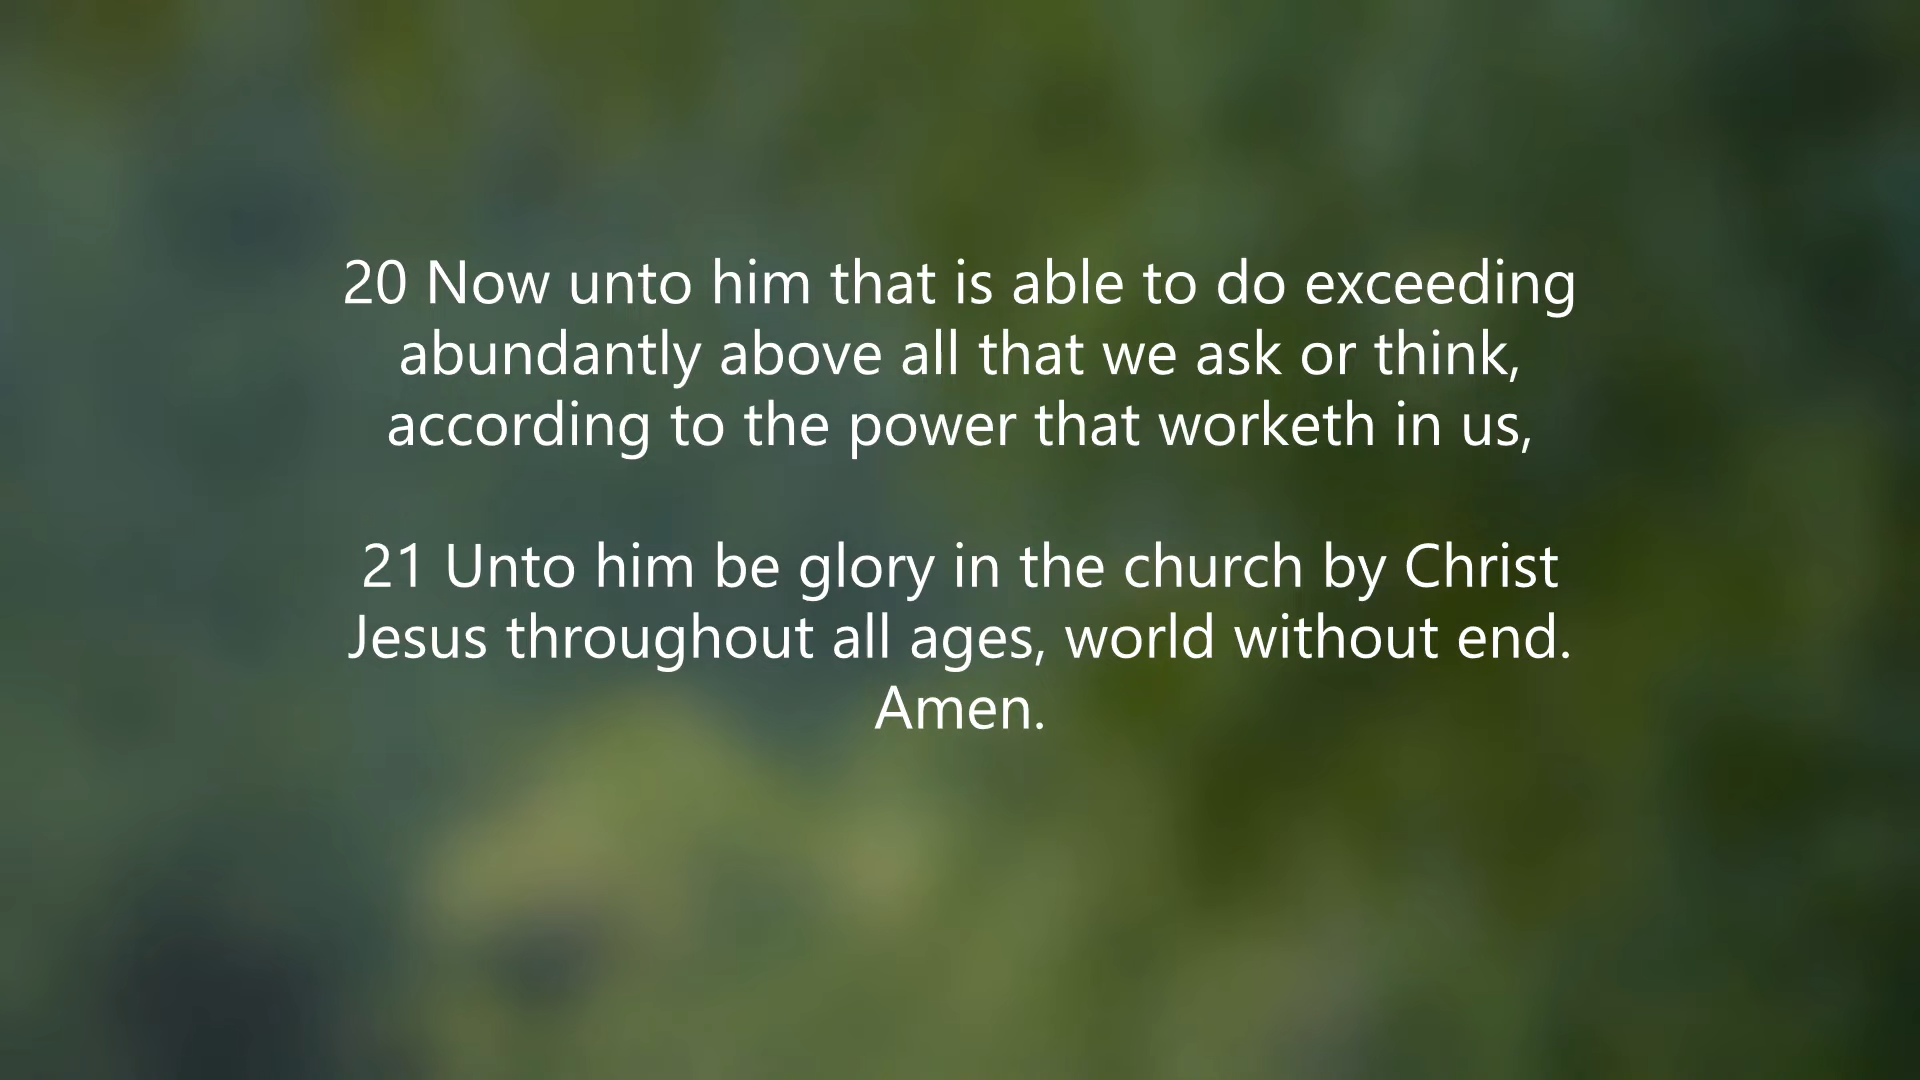 20 Now unto him that is able to do exceeding
abundantly above all that we ask or think,
according to the power that worketh in us,
21 Unto him be glory in the church by Christ
Jesus throughout all ages, world without end.
Amen.